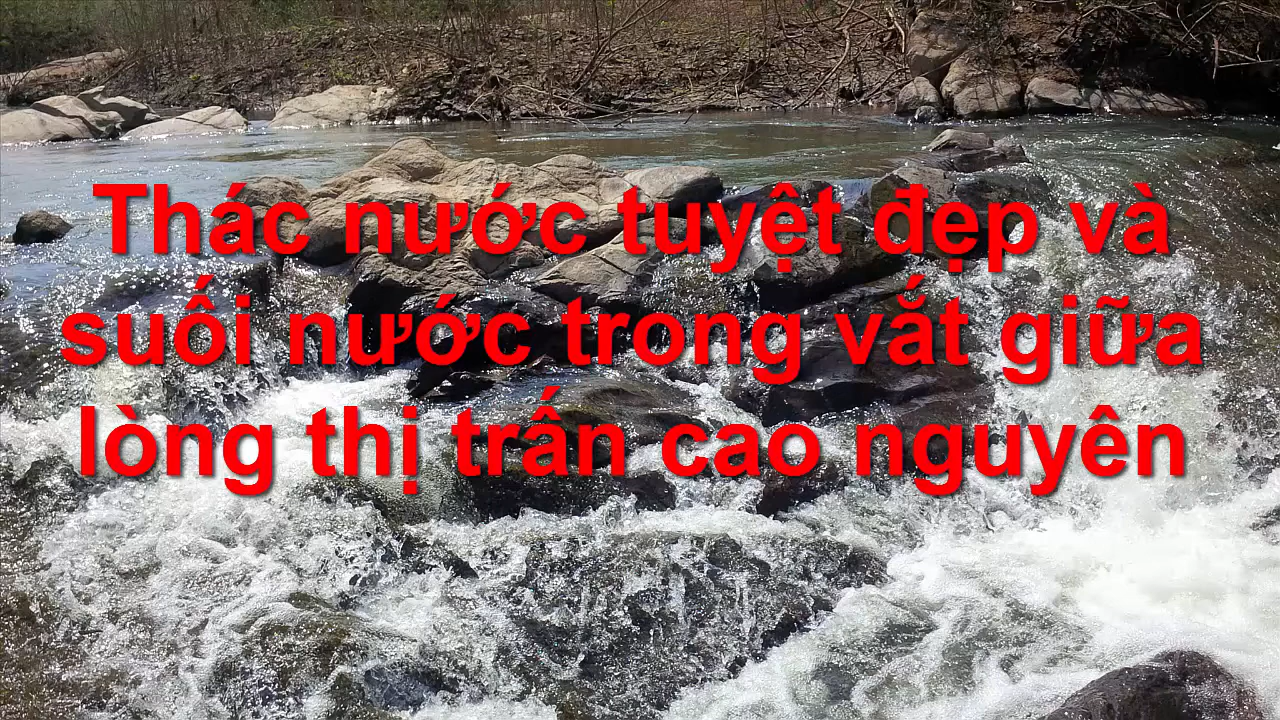 Thác nước tuyệt đẹp và
suối nước trong vắt giữa
lòng thị trấn cao nguyên